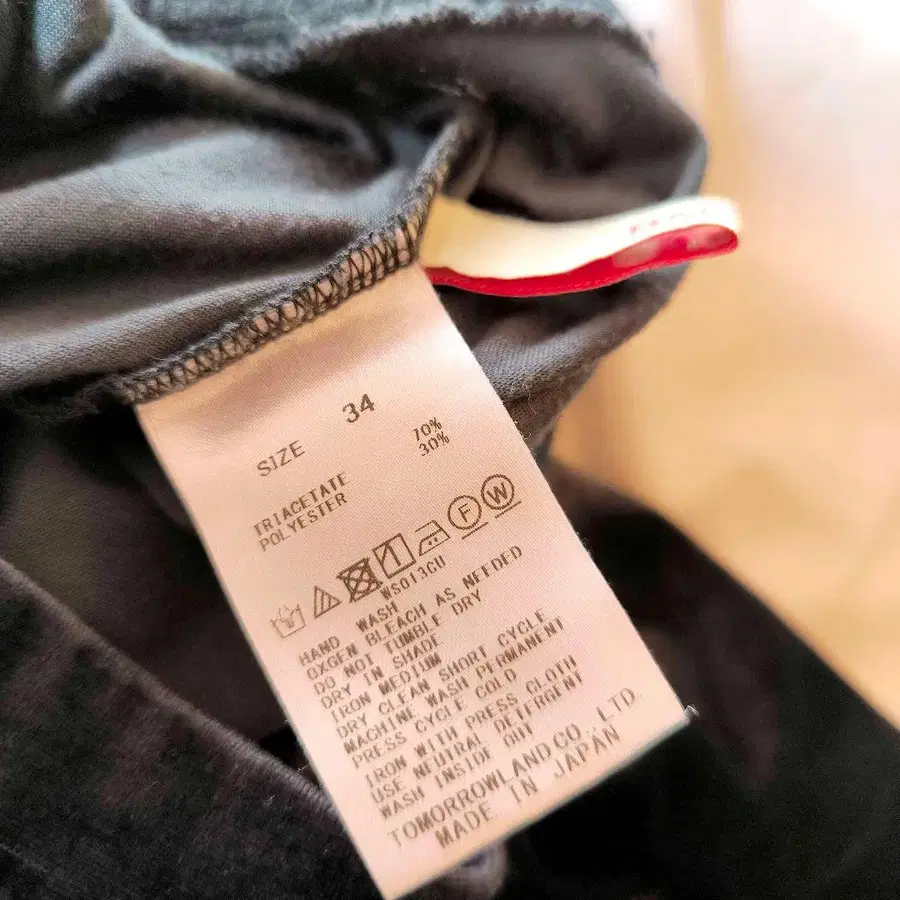 SIZE 34
TRIACETATE 70%
POLYESTER 30%
F W
WS013GU
HAND WASH
OXGEN BLEACH AS NEEDED
DO NOT TUMBLE DRY
DRY IN SHADE
IRON MEDIUM
DRY CLEAN SHORT CYCLE
MACHINE WASH PERMANENT
PRESS CYCLE COLD
IRON WITH PRESS CLOTH
USE NEUTRAL DETERGENT
WASH INSIDE OUT
TOMORROWLAND CO., LTD.
MADE IN JAPAN